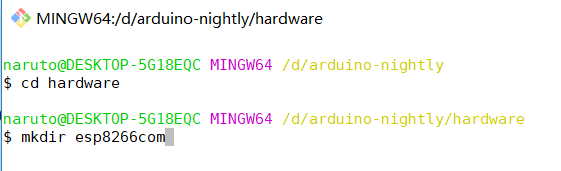 MINGW64:/d/arduino-nightly/hardware
naruto@DESKTOP-5G18EQC MINGW64 /d/arduino-nightly
$ cd hardware
naruto@DESKTOP-5G18EQC MINGW64 /d/arduino-nightly/hardware
$ mkdir esp8266com